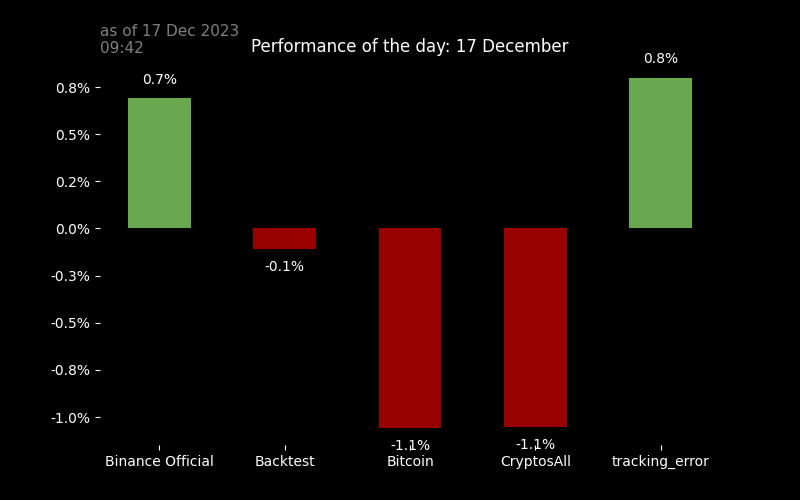 as of 17 Dec 2023
09:42
Performance of the day: 17 December
0.8%
0.5%
0.2%
0.0%
-0.3%
-0.5%
-0.8%
-1.0%
0.7%
-0.1%
-1.1%
-1.1%
0.8%
Binance Official
Backtest
Bitcoin
CryptosAll
tracking_error